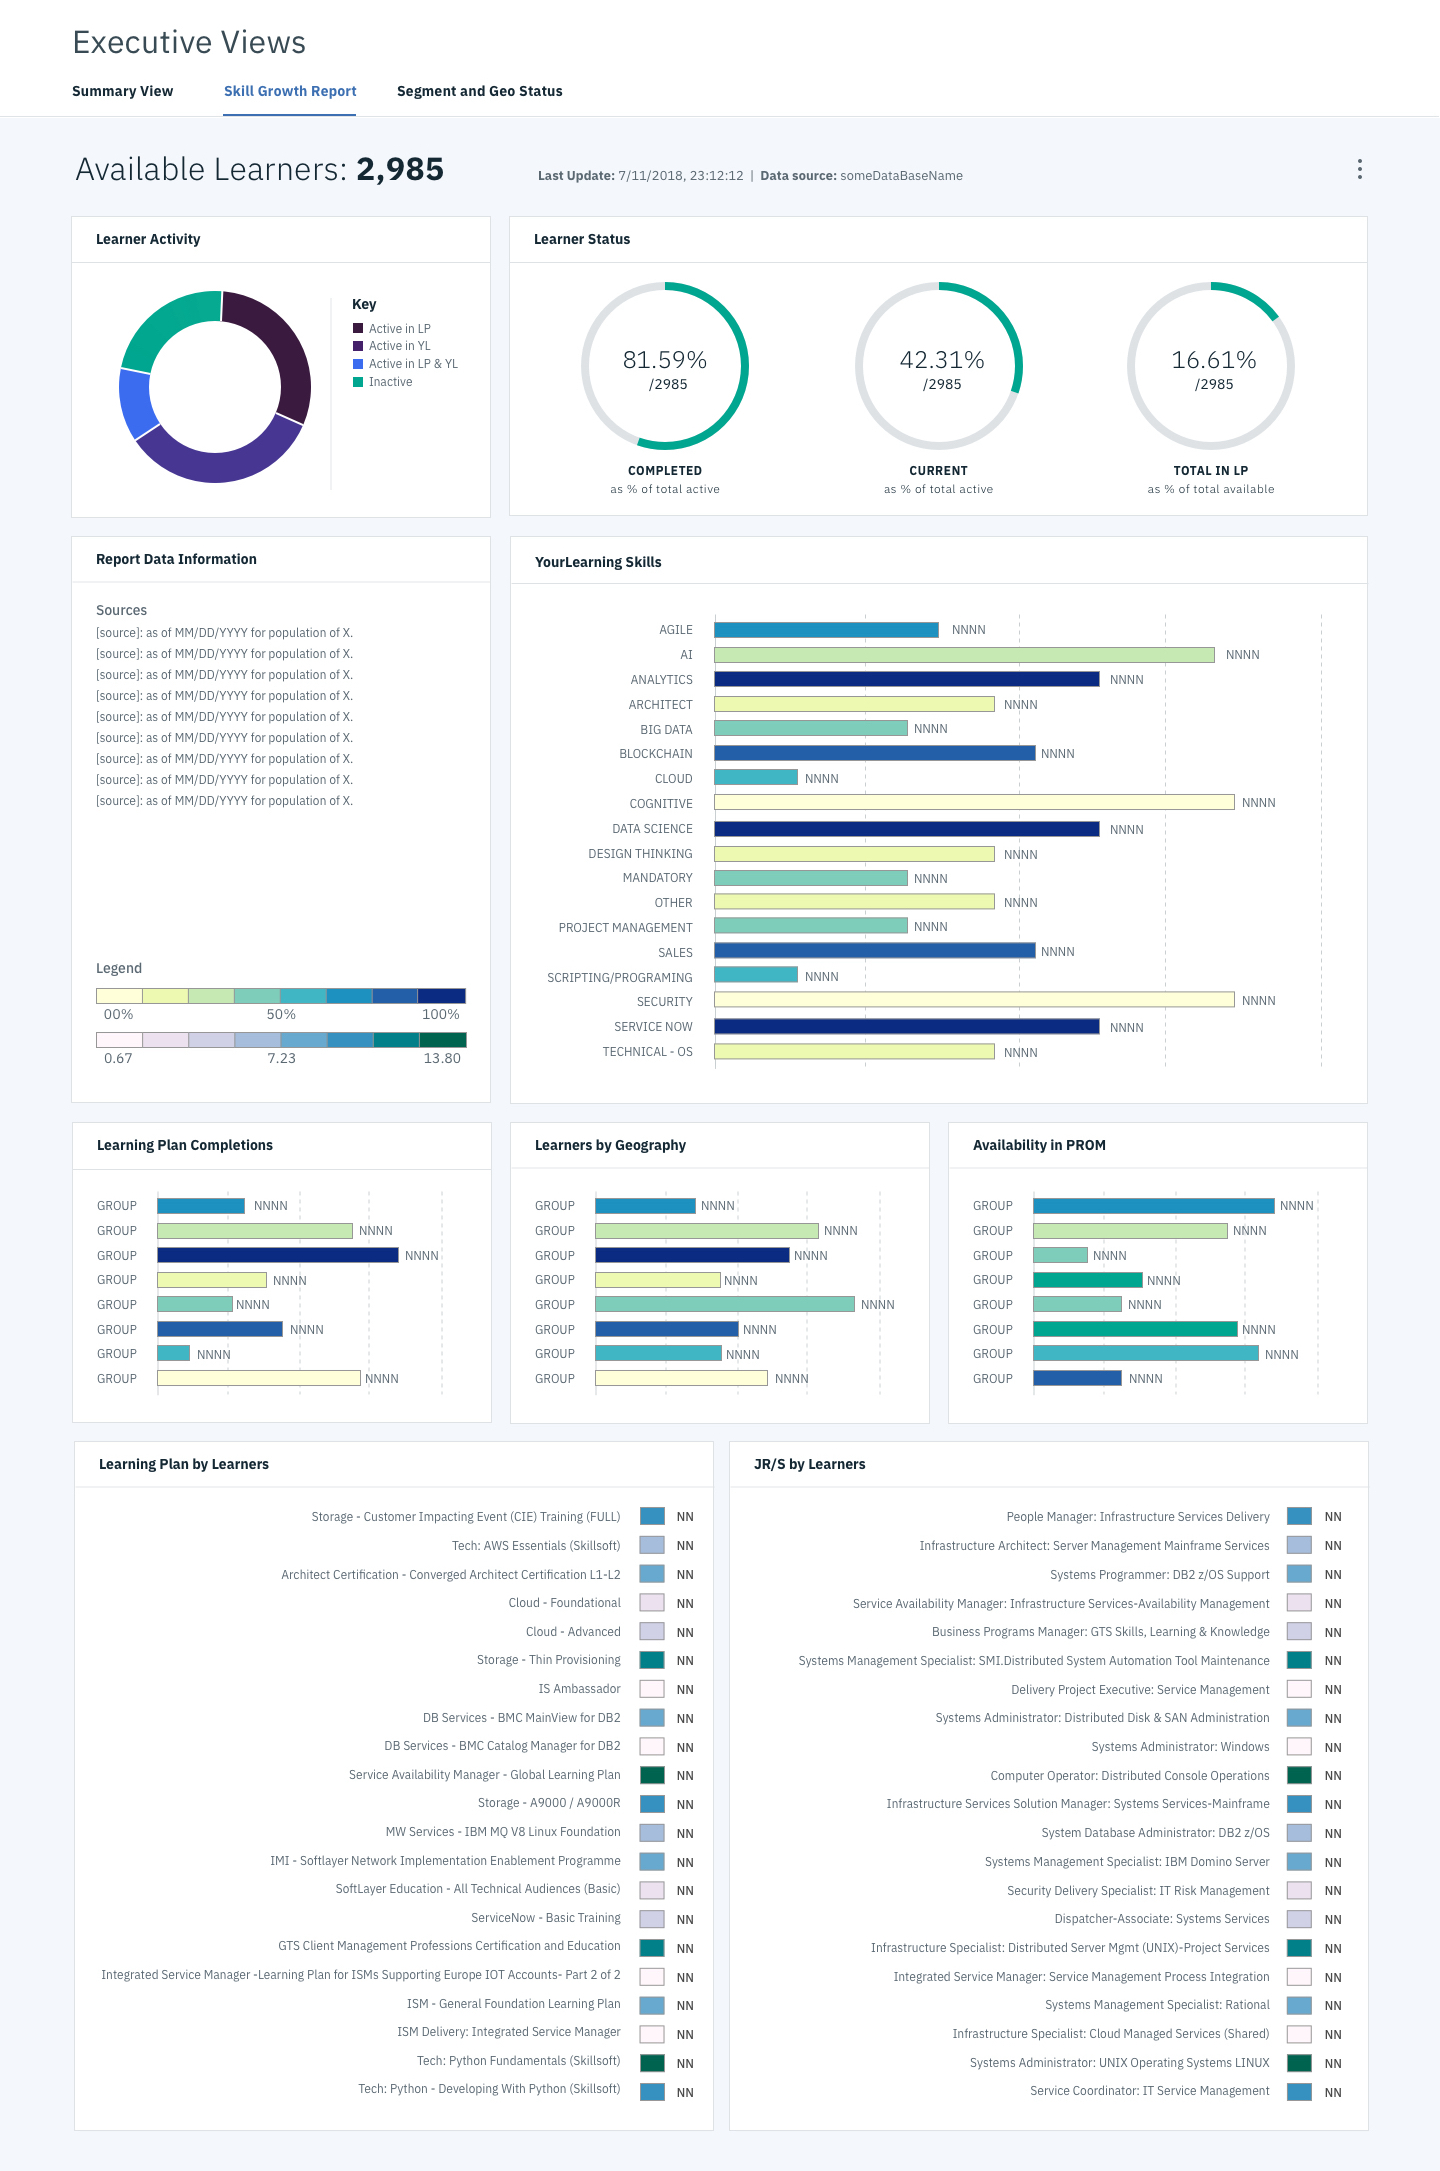 Executive Views
Summary View Skill Growth Report Segment and Geo Status
Available Learners: 2,985
Last Update: 7/11/2018, 23:12:12 | Data source: someDataBaseName
Learner Activity
Key
Active in LP
Active in YL
Active in LP & YL
Inactive
Learner Status
81.59%
/2985
COMPLETED
as % of total active
42.31%
/2985
CURRENT
as % of total active
16.61%
/2985
TOTAL IN LP
as % of total available
Report Data Information
Sources
[source]: as of MM/DD/YYYY for population of X.
[source]: as of MM/DD/YYYY for population of X.
[source]: as of MM/DD/YYYY for population of X.
[source]: as of MM/DD/YYYY for population of X.
[source]: as of MM/DD/YYYY for population of X.
[source]: as of MM/DD/YYYY for population of X.
[source]: as of MM/DD/YYYY for population of X.
[source]: as of MM/DD/YYYY for population of X.
[source]: as of MM/DD/YYYY for population of X.
Legend
00% 50% 100%
0.67 7.23 13.80
YourLearning Skills
AGILE NNNN
AI NNNN
ANALYTICS NNNN
ARCHITECT NNNN
BIG DATA NNNN
BLOCKCHAIN NNNN
CLOUD NNNN
COGNITIVE NNNN
DATA SCIENCE NNNN
DESIGN THINKING NNNN
MANDATORY NNNN
OTHER NNNN
PROJECT MANAGEMENT NNNN
SALES NNNN
SCRIPTING/PROGRAMING NNNN
SECURITY NNNN
SERVICE NOW NNNN
TECHNICAL - OS NNNN
Learning Plan Completions
GROUP NNNN
GROUP NNNN
GROUP NNNN
GROUP NNNN
GROUP NNNN
GROUP NNNN
GROUP NNNN
GROUP NNNN
Learners by Geography
GROUP NNNN
GROUP NNNN
GROUP NNNN
GROUP NNNN
GROUP NNNN
GROUP NNNN
GROUP NNNN
GROUP NNNN
Availability in PROM
GROUP NNNN
GROUP NNNN
GROUP NNNN
GROUP NNNN
GROUP NNNN
GROUP NNNN
GROUP NNNN
GROUP NNNN
Learning Plan by Learners
Storage - Customer Impacting Event (CIE) Training (FULL) NN
Tech: AWS Essentials (Skillsoft) NN
Architect Certification - Converged Architect Certification L1-L2 NN
Cloud - Foundational NN
Cloud - Advanced NN
Storage - Thin Provisioning NN
IS Ambassador NN
DB Services - BMC MainView for DB2 NN
DB Services - BMC Catalog Manager for DB2 NN
Service Availability Manager - Global Learning Plan NN
Storage - A9000 / A9000R NN
MW Services - IBM MQ V8 Linux Foundation NN
IMI - Softlayer Network Implementation Enablement Programme NN
SoftLayer Education - All Technical Audiences (Basic) NN
ServiceNow - Basic Training NN
GTS Client Management Professions Certification and Education NN
Integrated Service Manager -Learning Plan for ISMs Supporting Europe IOT Accounts- Part 2 of 2 NN
ISM - General Foundation Learning Plan NN
ISM Delivery: Integrated Service Manager NN
Tech: Python Fundamentals (Skillsoft) NN
Tech: Python - Developing With Python (Skillsoft) NN
JR/S by Learners
People Manager: Infrastructure Services Delivery NN
Infrastructure Architect: Server Management Mainframe Services NN
Systems Programmer: DB2 z/OS Support NN
Service Availability Manager: Infrastructure Services-Availability Management NN
Business Programs Manager: GTS Skills, Learning & Knowledge NN
Systems Management Specialist: SMI.Distributed System Automation Tool Maintenance NN
Delivery Project Executive: Service Management NN
Systems Administrator: Distributed Disk & SAN Administration NN
Systems Administrator: Windows NN
Computer Operator: Distributed Console Operations NN
Infrastructure Services Solution Manager: Systems Services-Mainframe NN
System Database Administrator: DB2 z/OS NN
Systems Management Specialist: IBM Domino Server NN
Security Delivery Specialist: IT Risk Management NN
Dispatcher-Associate: Systems Services NN
Infrastructure Specialist: Distributed Server Mgmt (UNIX)-Project Services NN
Integrated Service Manager: Service Management Process Integration NN
Systems Management Specialist: Rational NN
Infrastructure Specialist: Cloud Managed Services (Shared) NN
Systems Administrator: UNIX Operating Systems LINUX NN
Service Coordinator: IT Service Management NN